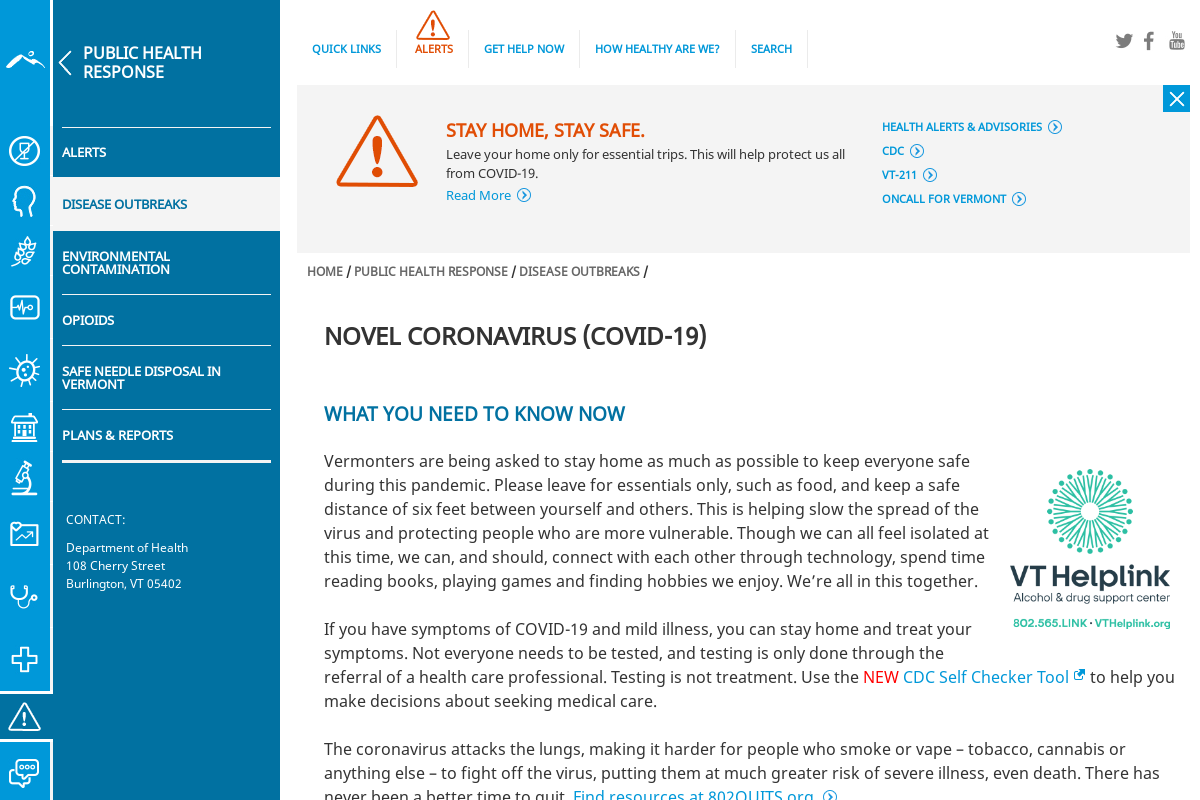 PUBLIC HEALTH
RESPONSE
ALERTS
DISEASE OUTBREAKS
ENVIRONMENTAL
CONTAMINATION
OPIOIDS
SAFE NEEDLE DISPOSAL IN
VERMONT
PLANS & REPORTS
CONTACT:
Department of Health
108 Cherry Street
Burlington, VT 05402
QUICK LINKS
ALERTS
GET HELP NOW
HOW HEALTHY ARE WE?
SEARCH
You
Tube
STAY HOME, STAY SAFE.
Leave your home only for essential trips. This will help protect us all
from COVID-19.
Read More
HEALTH ALERTS & ADVISORIES
CDC
VT-211
ONCALL FOR VERMONT
HOME / PUBLIC HEALTH RESPONSE / DISEASE OUTBREAKS /
NOVEL CORONAVIRUS (COVID-19)
WHAT YOU NEED TO KNOW NOW
Vermonters are being asked to stay home as much as possible to keep everyone safe
during this pandemic. Please leave for essentials only, such as food, and keep a safe
distance of six feet between yourself and others. This is helping slow the spread of the
virus and protecting people who are more vulnerable. Though we can all feel isolated at
this time, we can, and should, connect with each other through technology, spend time
reading books, playing games and finding hobbies we enjoy. We’re all in this together.
VT Helplink
Alcohol & drug support center
802.565.LINK • VTHelplink.org
If you have symptoms of COVID-19 and mild illness, you can stay home and treat your
symptoms. Not everyone needs to be tested, and testing is only done through the
referral of a health care professional. Testing is not treatment. Use the NEW CDC Self Checker Tool to help you
make decisions about seeking medical care.
The coronavirus attacks the lungs, making it harder for people who smoke or vape – tobacco, cannabis or
anything else – to fight off the virus, putting them at much greater risk of severe illness, even death. There has
never been a better time to quit. Find resources at 802QUITS.org